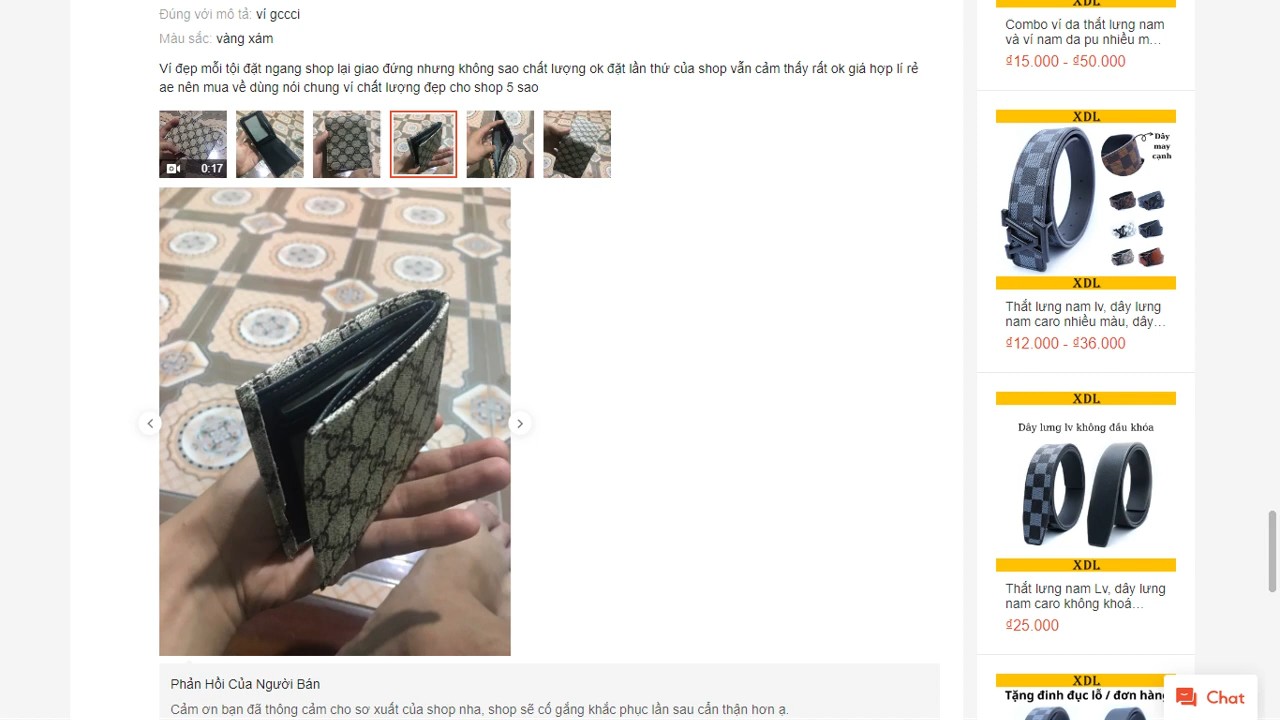 Đúng với mô tả: ví gccci
Màu sắc: vàng xám
Ví đẹp mỗi tội đặt ngang shop lại giao đứng nhưng không sao chất lượng ok đặt lần thứ của shop vẫn cảm thấy rất ok giá hợp lí rẻ
ae nên mua về dùng nói chung ví chất lượng đẹp cho shop 5 sao
0:17
Phản Hồi Của Người Bán
Cảm ơn bạn đã thông cảm cho sơ xuất của shop nha, shop sẽ cố gắng khắc phục lần sau cẩn thận hơn ạ.
XDL
Combo ví da thắt lưng nam
và ví nam da pu nhiều m...
₫15.000 - ₫50.000
XDL
Dây
may
cạnh
XDL
Thắt lưng nam lv, dây lưng
nam caro nhiều màu, dây...
₫12.000 - ₫36.000
XDL
Dây lưng lv không đầu khóa
XDL
Thắt lưng nam Lv, dây lưng
nam caro không khoá...
₫25.000
XDL
Tặng đinh đục lỗ / đơn hàng
Chat